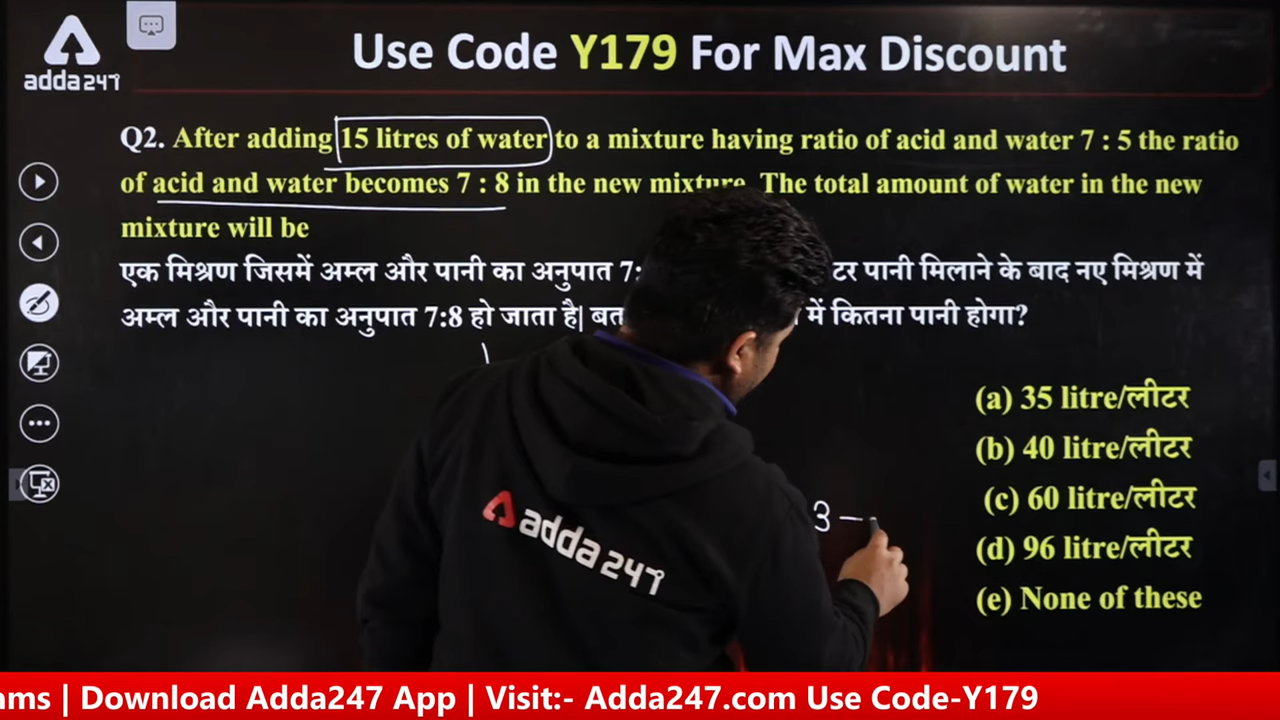 adda247
Use Code Y179 For Max Discount
Q2. After adding 15 litres of water to a mixture having ratio of acid and water 7 : 5 the ratio
of acid and water becomes 7 : 8 in the new mixture. The total amount of water in the new
mixture will be
एक मिश्रण जिसमें अम्ल और पानी का अनुपात 7: पानी मिलाने के बाद नए मिश्रण में
अम्ल और पानी का अनुपात 7:8 हो जाता है| में कितना पानी होगा?
(a) 35 litre/लीटर
(b) 40 litre/लीटर
(c) 60 litre/लीटर
(d) 96 litre/लीटर
(e) None of these
3 –
adda247
| Download Adda247 App | Visit:- Adda247.com Use Code-Y179